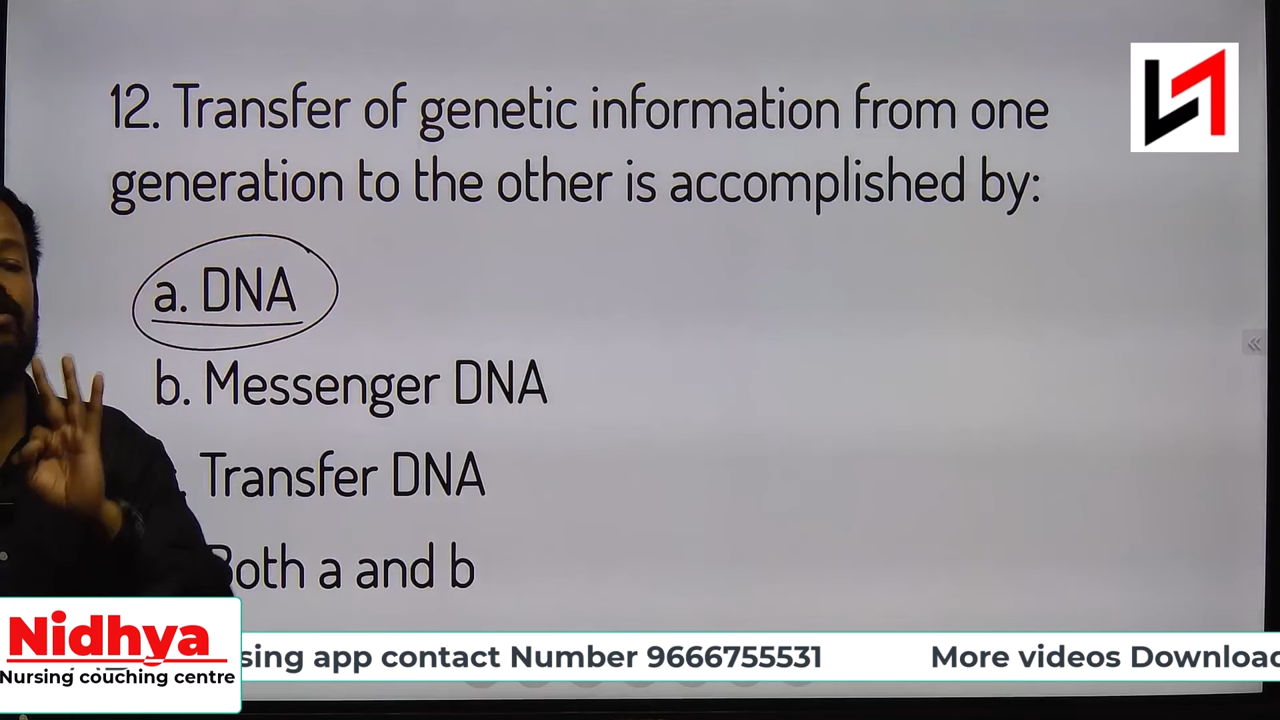 12. Transfer of genetic information from one
generation to the other is accomplished by:
a. DNA
b. Messenger DNA
Transfer DNA
Both a and b
Nidhya
Nursing couching centre
sing app contact Number 9666755531 More videos Download